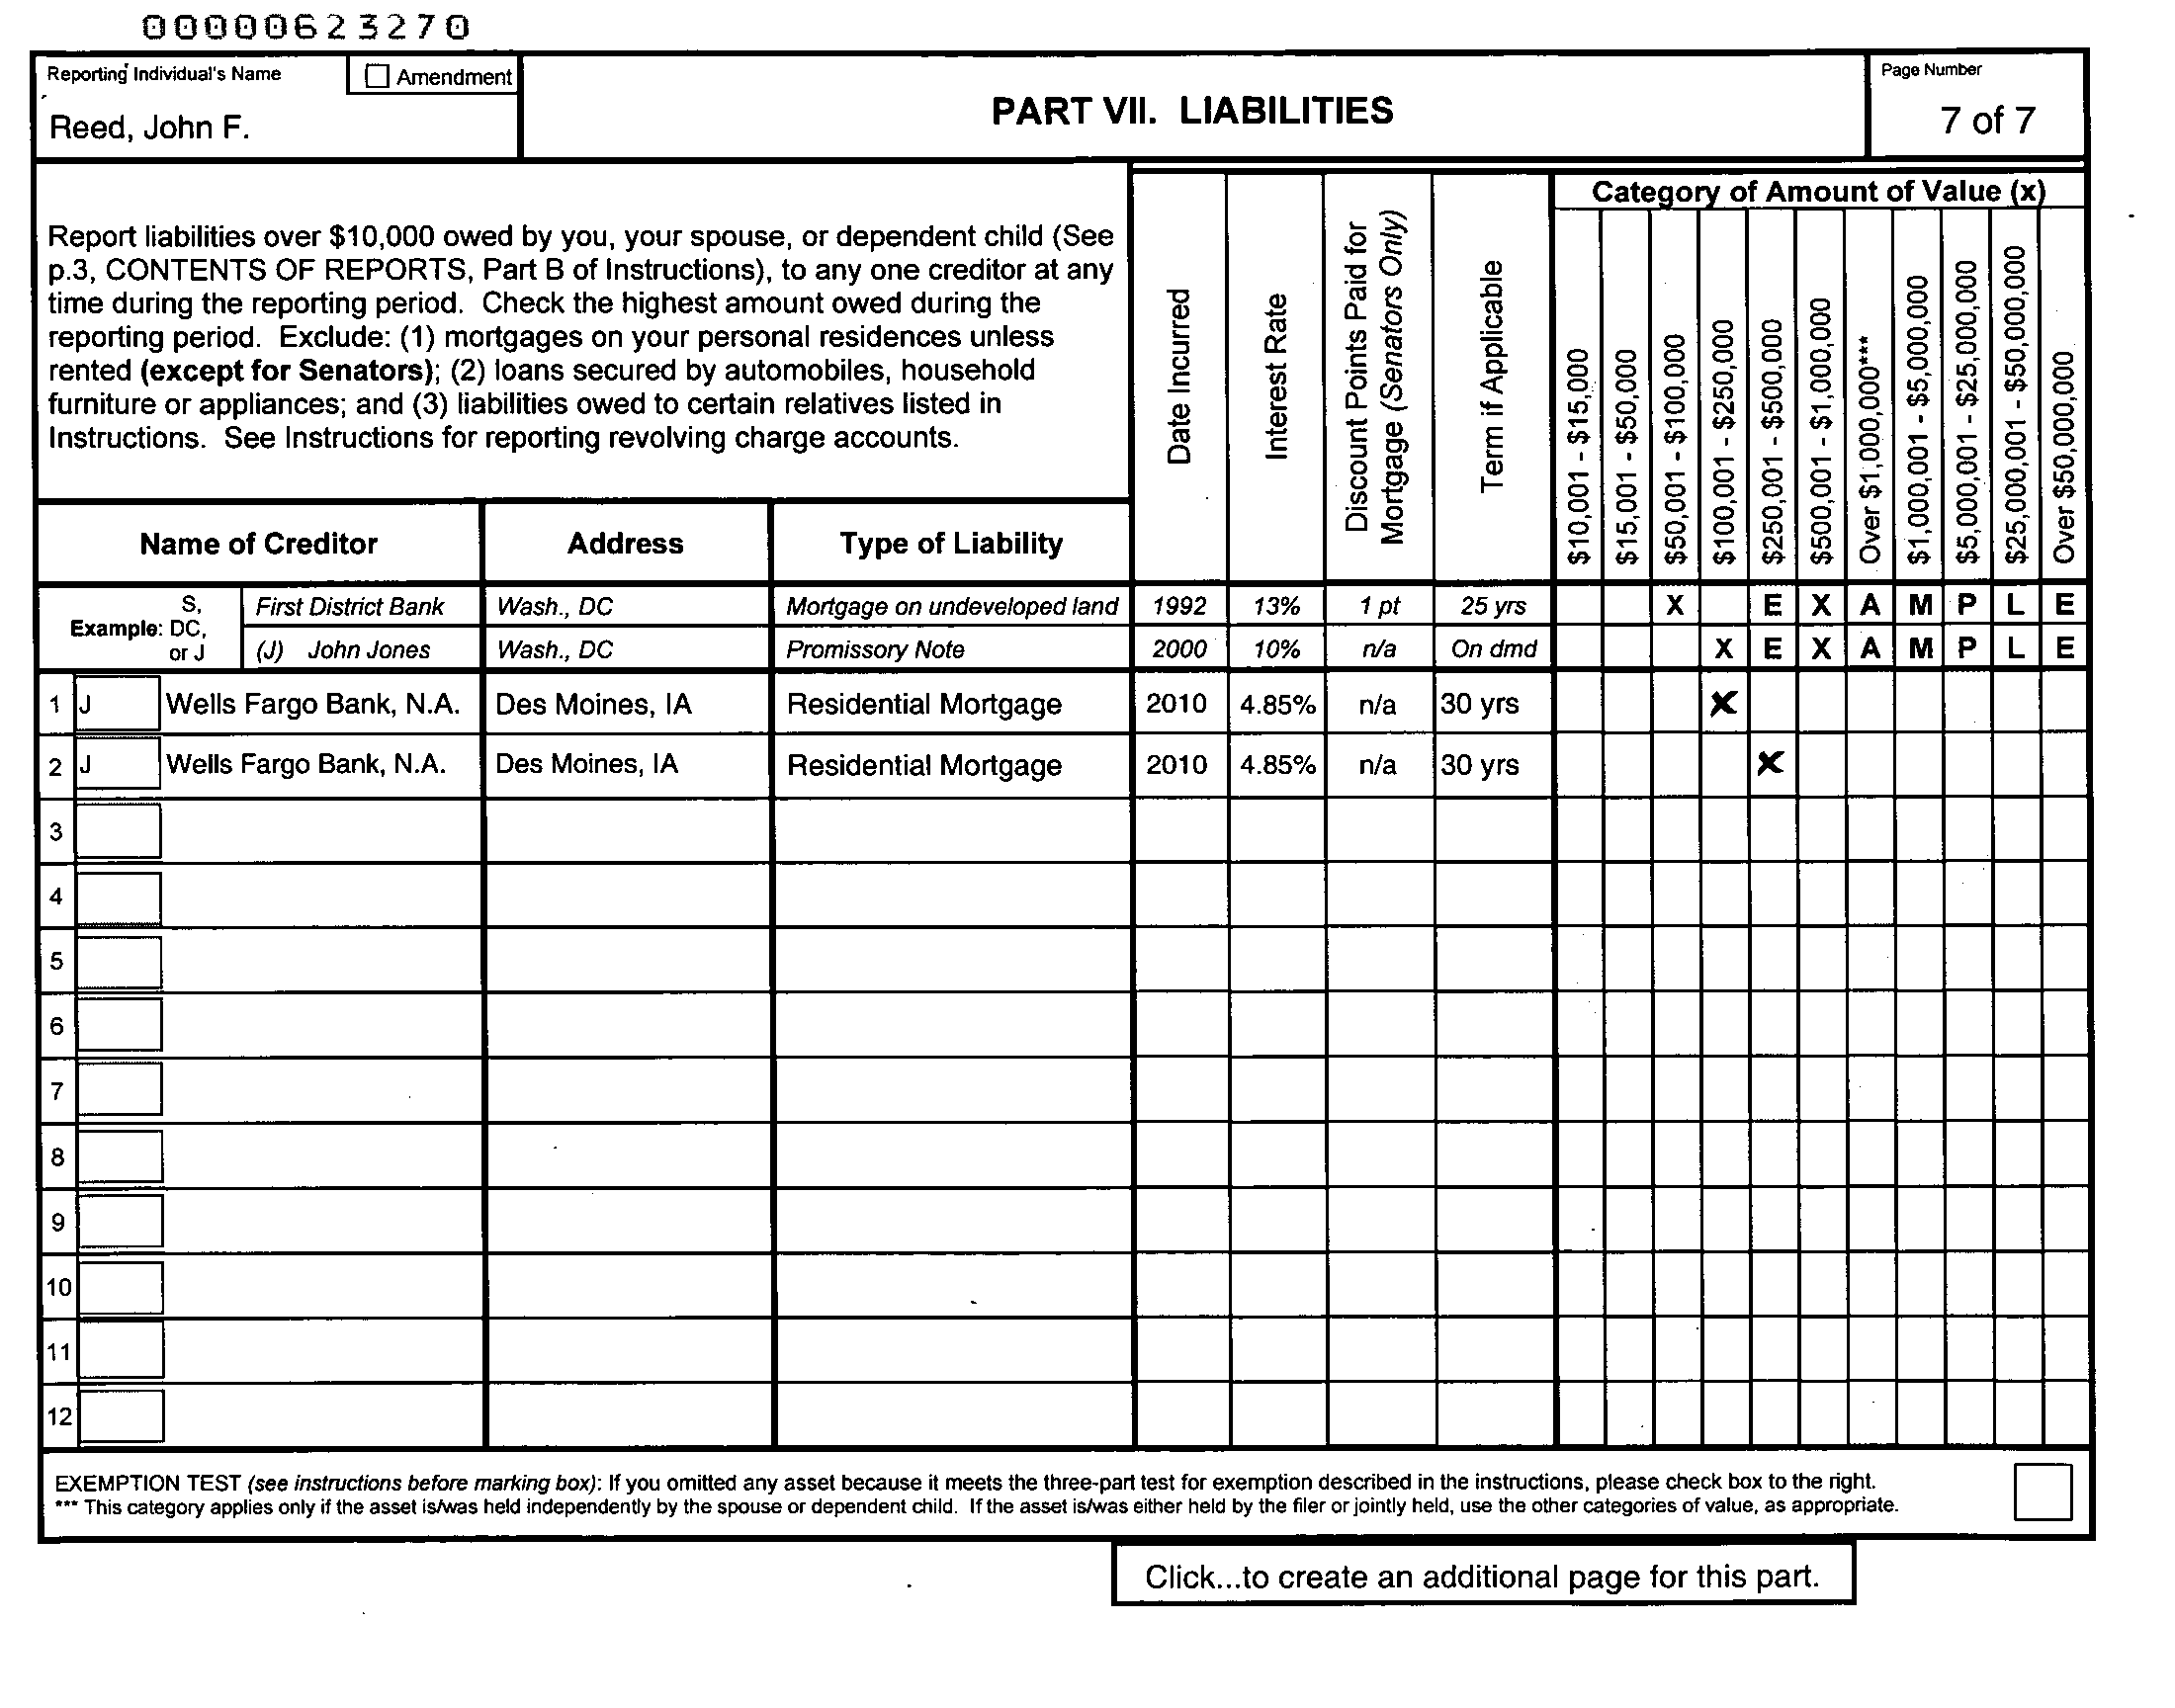 00000623270
Reporting Individual's Name
Amendment
Reed, John F.
PART VII. LIABILITIES
Page Number
7 of 7
Report liabilities over $10,000 owed by you, your spouse, or dependent child (See
p.3, CONTENTS OF REPORTS, Part B of Instructions), to any one creditor at any
time during the reporting period. Check the highest amount owed during the
reporting period. Exclude: (1) mortgages on your personal residences unless
rented (except for Senators); (2) loans secured by automobiles, household
furniture or appliances; and (3) liabilities owed to certain relatives listed in
Instructions. See Instructions for reporting revolving charge accounts.
Name of Creditor
Address
Type of Liability
Date Incurred
Interest Rate
Discount Points Paid for
Mortgage (Senators Only)
Term if Applicable
Category of Amount of Value (x)
$10,001 - $15,000
$15,001 - $50,000
$50,001 - $100,000
$100,001 - $250,000
$250,001 - $500,000
$500,001 - $1,000,000
Over $1,000,000***
$1,000,001 - $5,000,000
$5,000,001 - $25,000,000
$25,000,001 - $50,000,000
Over $50,000,000
Example:
S,
DC,
or J
First District Bank Wash., DC Mortgage on undeveloped land 1992 13% 1 pt 25 yrs X E X A M P L E
(J) John Jones Wash., DC Promissory Note 2000 10% n/a On dmd X E X A M P L E
1 J Wells Fargo Bank, N.A. Des Moines, IA Residential Mortgage 2010 4.85% n/a 30 yrs X
2 J Wells Fargo Bank, N.A. Des Moines, IA Residential Mortgage 2010 4.85% n/a 30 yrs X
3
4
5
6
7
8
9
10
11
12
EXEMPTION TEST (see instructions before marking box): If you omitted any asset because it meets the three-part test for exemption described in the instructions, please check box to the right.
*** This category applies only if the asset is/was held independently by the spouse or dependent child. If the asset is/was either held by the filer or jointly held, use the other categories of value, as appropriate.
Click...to create an additional page for this part.